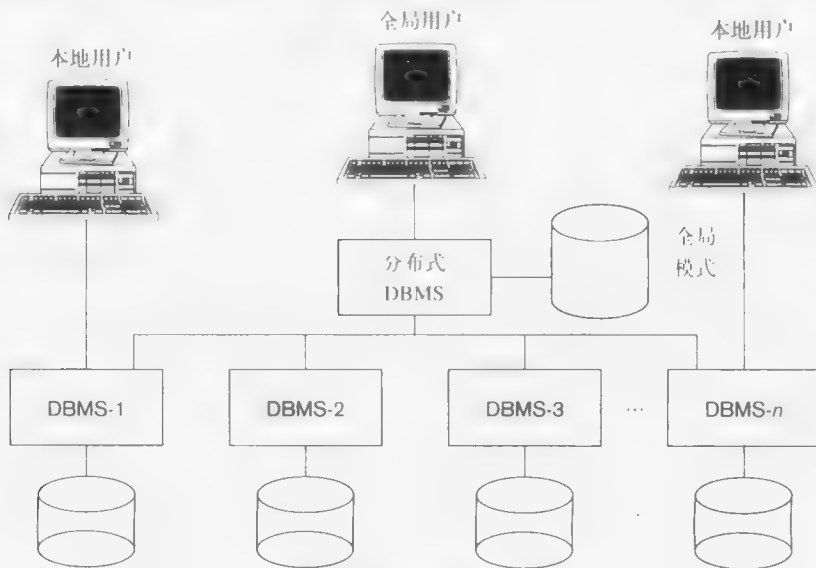 全局用户
本地用户
本地用户
分布式
DBMS
全局
模式
DBMS-1
DBMS-2
DBMS-3
…
DBMS-n